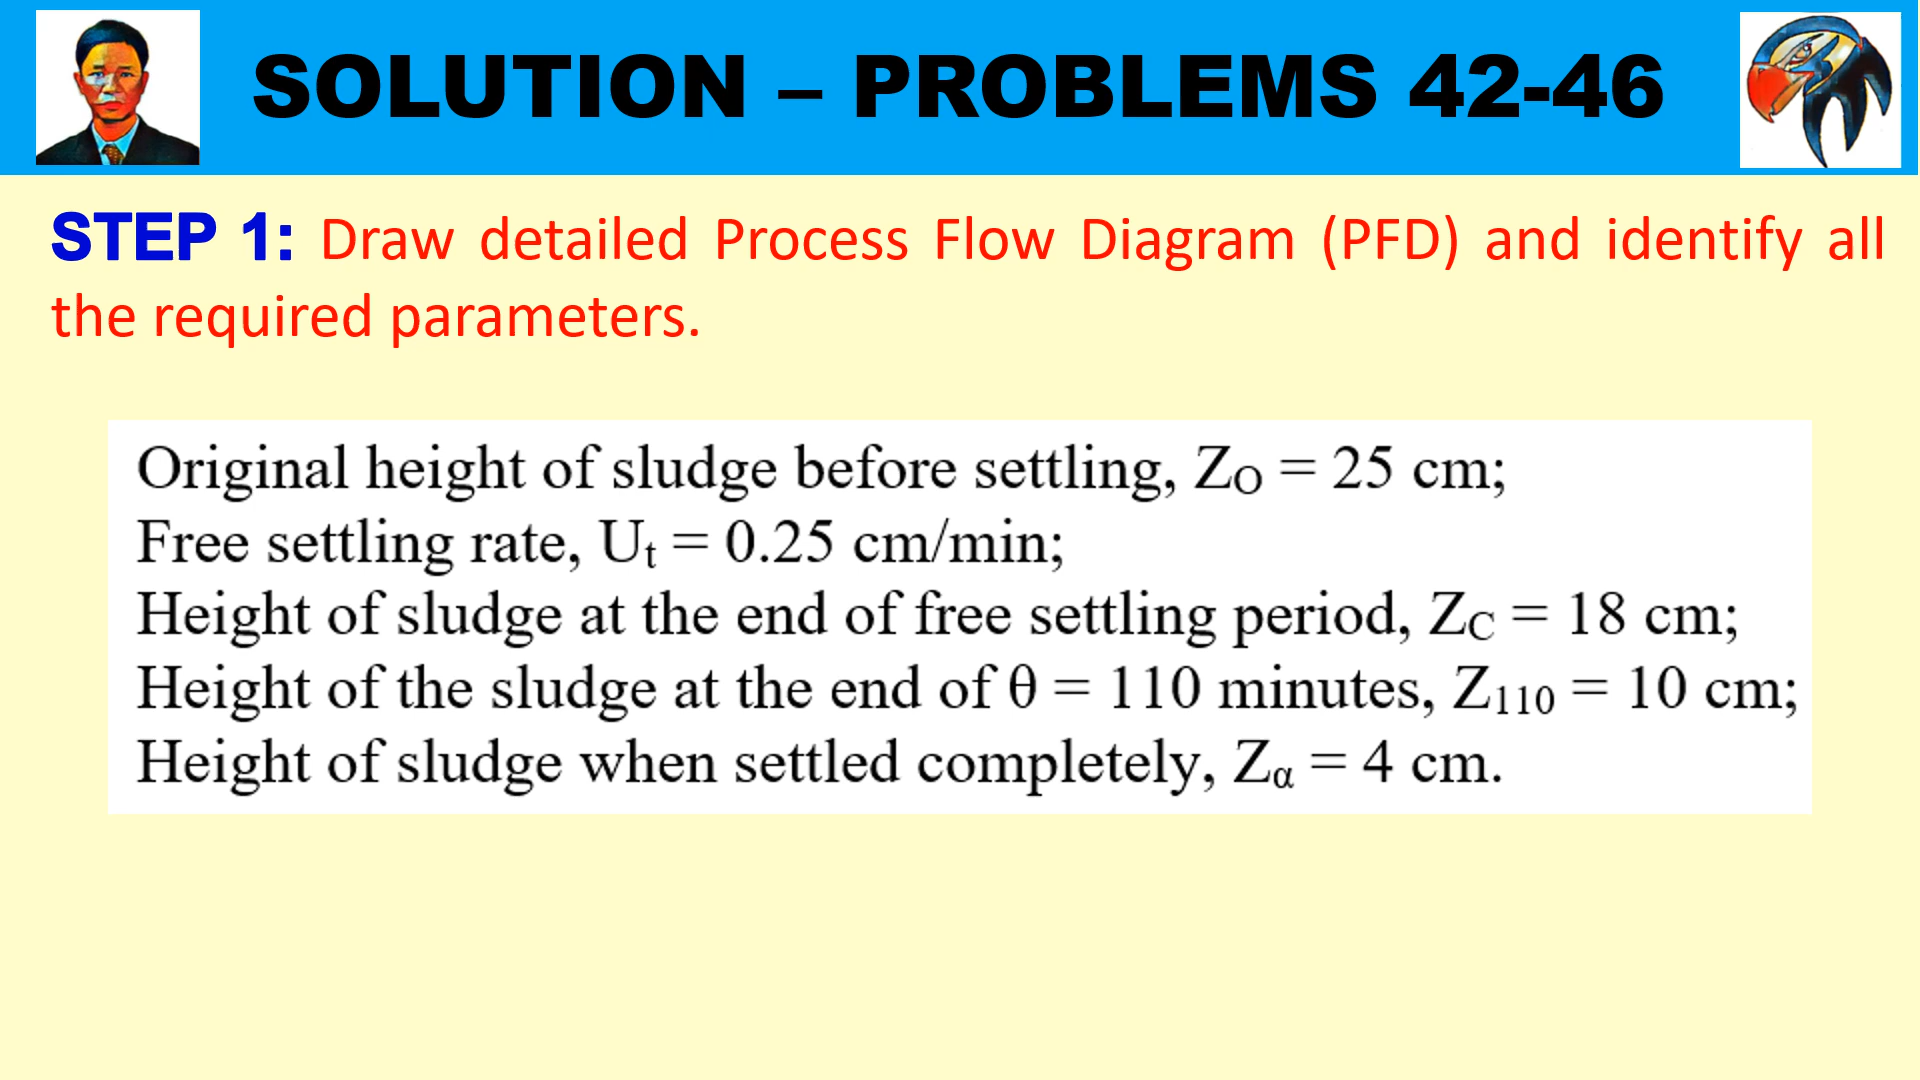 SOLUTION – PROBLEMS 42-46
STEP 1: Draw detailed Process Flow Diagram (PFD) and identify all
the required parameters.
Original height of sludge before settling, Z₀ = 25 cm;
Free settling rate, Uₜ = 0.25 cm/min;
Height of sludge at the end of free settling period, ZC = 18 cm;
Height of the sludge at the end of θ = 110 minutes, Z₁₁₀ = 10 cm;
Height of sludge when settled completely, Zα = 4 cm.